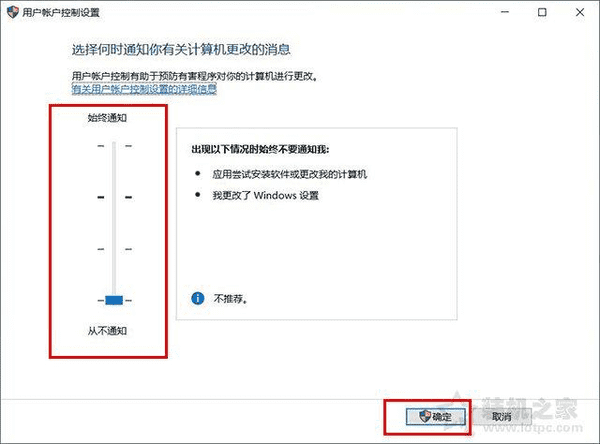 用户帐户控制设置
选择何时通知你有关计算机更改的消息
用户帐户控制有助于预防有害程序对你的计算机进行更改。
有关用户帐户控制设置的详细信息
始终通知
出现以下情况时始终不要通知我:
应用尝试安装软件或更改我的计算机
我更改了 Windows 设置
不推荐。
从不通知
确定
取消
装机之家
www.lotpc.com